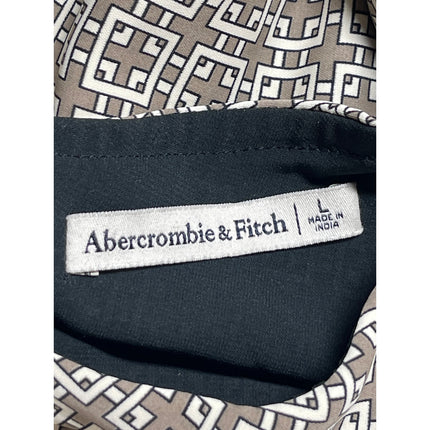 Abercrombie & Fitch
L
MADE IN
INDIA